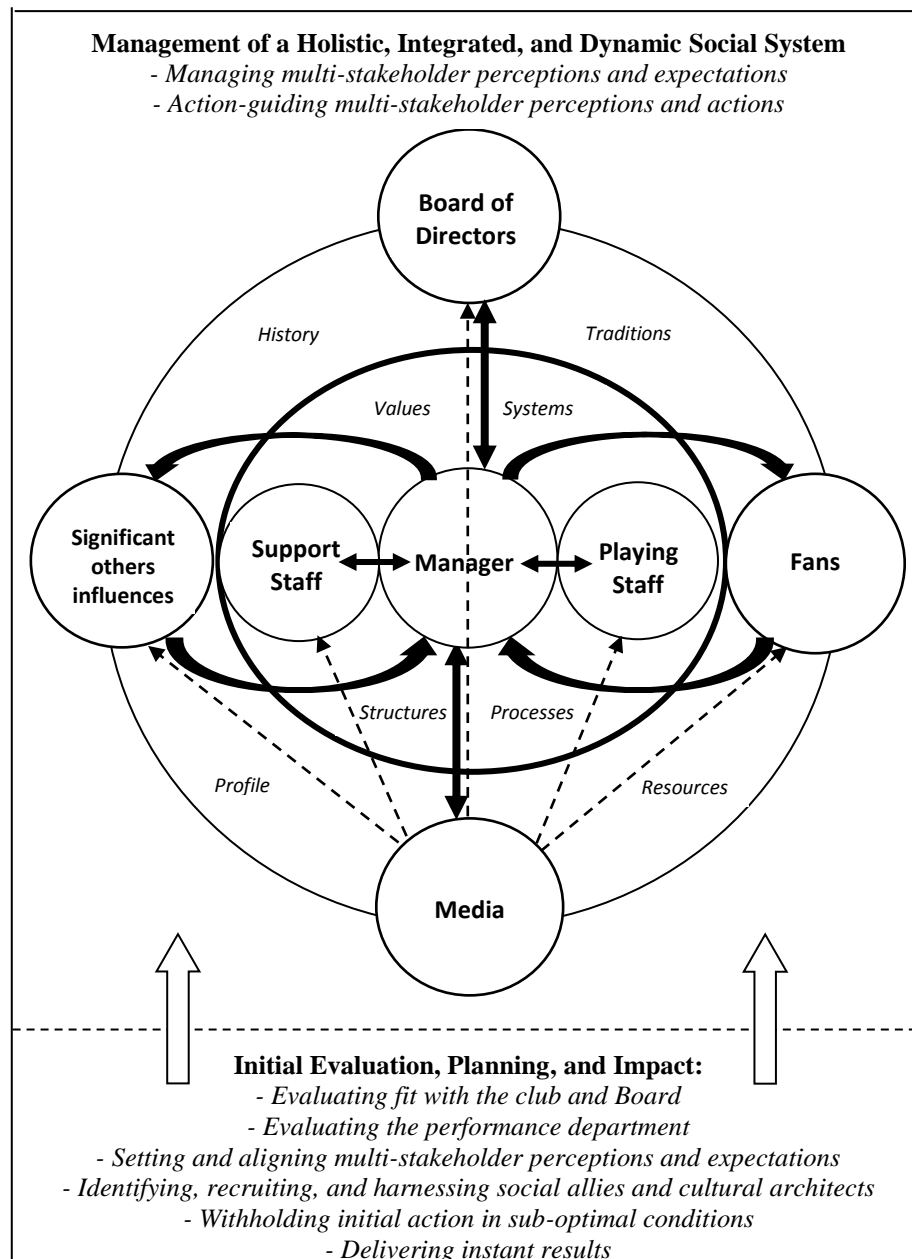 Management of a Holistic, Integrated, and Dynamic Social System
- Managing multi-stakeholder perceptions and expectations
- Action-guiding multi-stakeholder perceptions and actions
Board of
Directors
History
Traditions
Values
Systems
Significant
others
influences
Support
Staff
Manager
Playing
Staff
Fans
Structures
Processes
Profile
Resources
Media
Initial Evaluation, Planning, and Impact:
- Evaluating fit with the club and Board
- Evaluating the performance department
- Setting and aligning multi-stakeholder perceptions and expectations
- Identifying, recruiting, and harnessing social allies and cultural architects
- Withholding initial action in sub-optimal conditions
- Delivering instant results